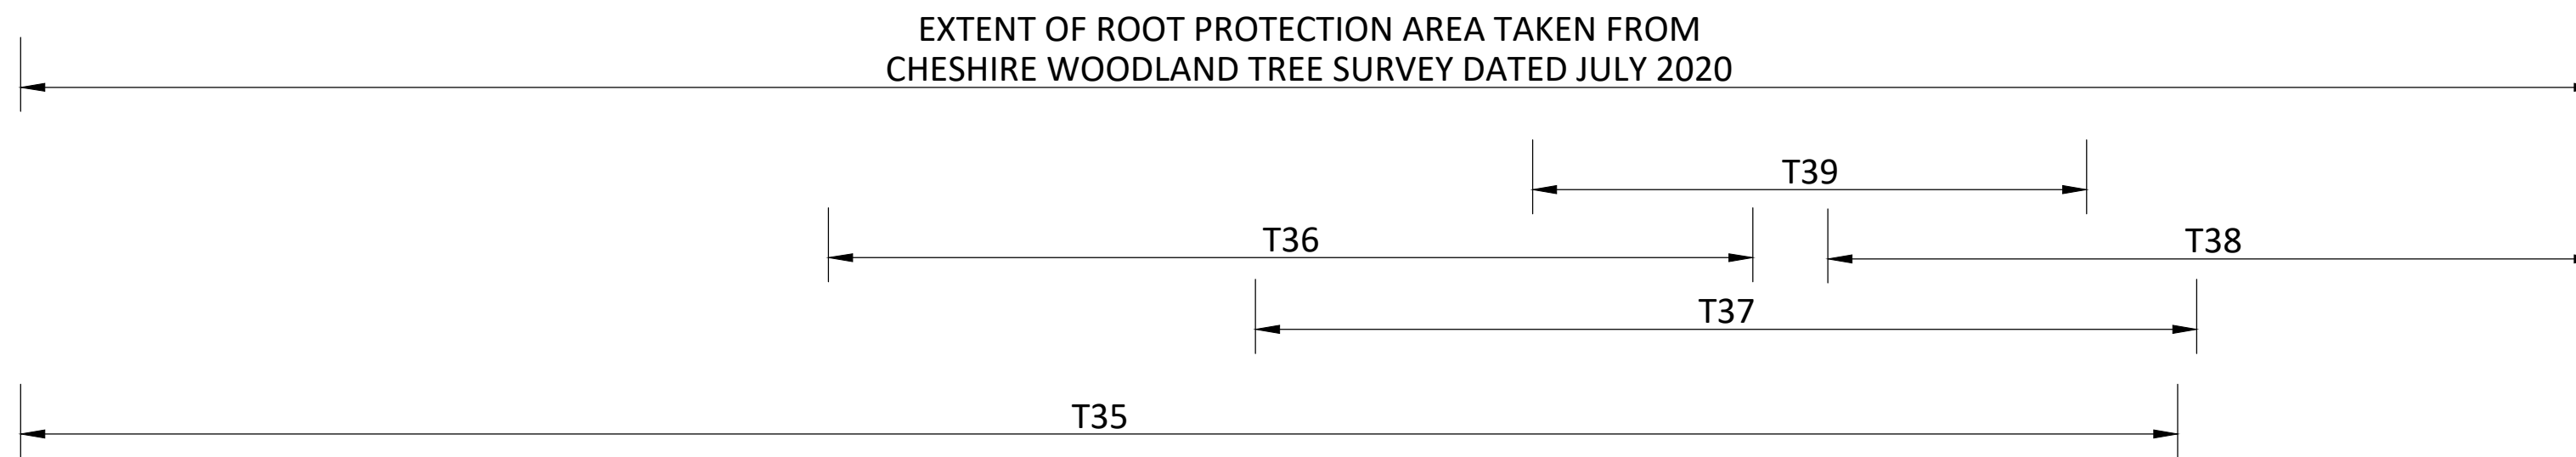 EXTENT OF ROOT PROTECTION AREA TAKEN FROM
CHESHIRE WOODLAND TREE SURVEY DATED JULY 2020
T39
T36
T38
T37
T35